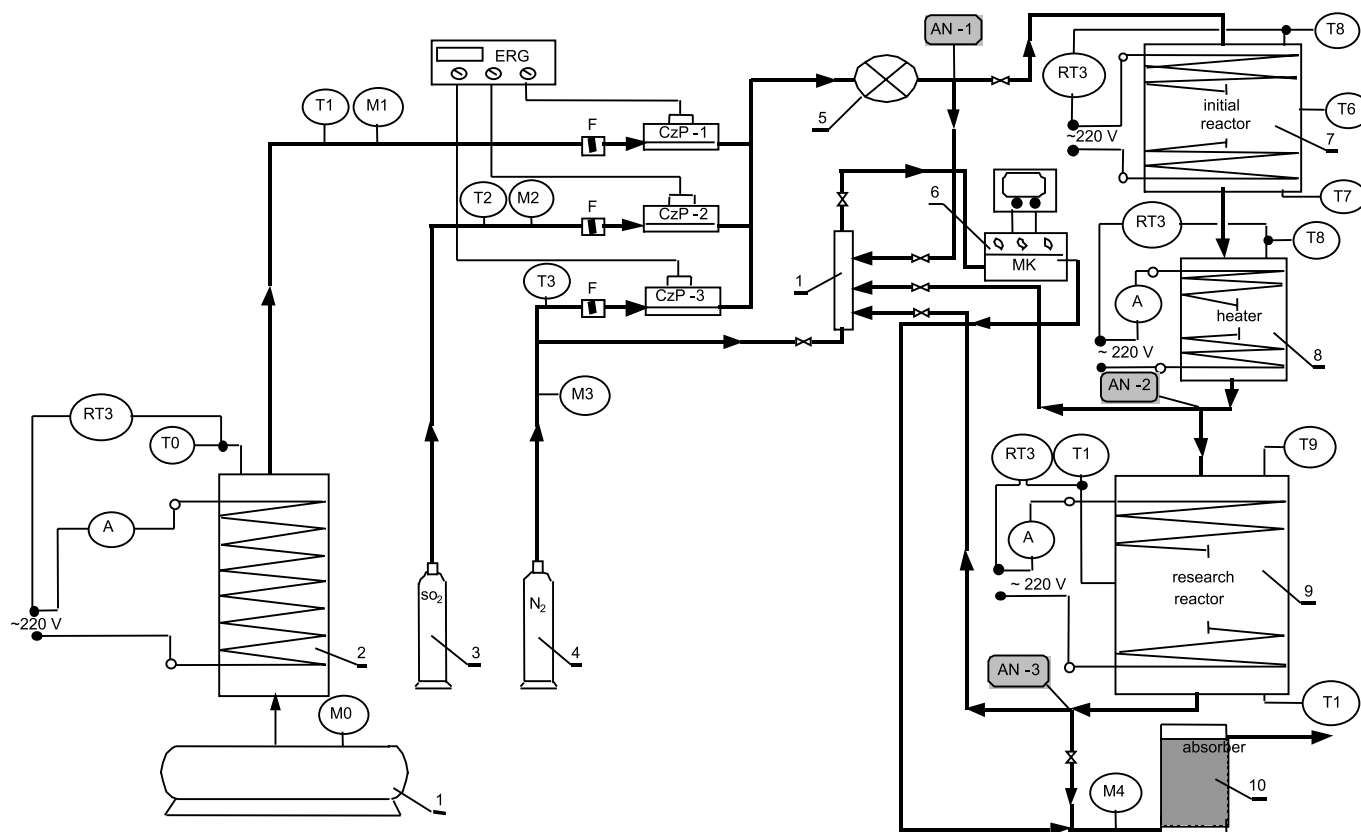 AN -1
T8
ERG
RT3
T1
M1
F
CzP -1
5
initial
reactor
T6
~220 V
7
T2
M2
F
CzP -2
6
T7
RT3
T8
MK
T3
F
CzP -3
1
A
heater
~ 220 V
8
M3
AN -2
RT3
T0
RT3
T1
T9
A
A
so2
N2
~ 220 V
research
reactor
9
~220 V
2
3
4
AN -3
M0
T1
absorber
1
M4
10